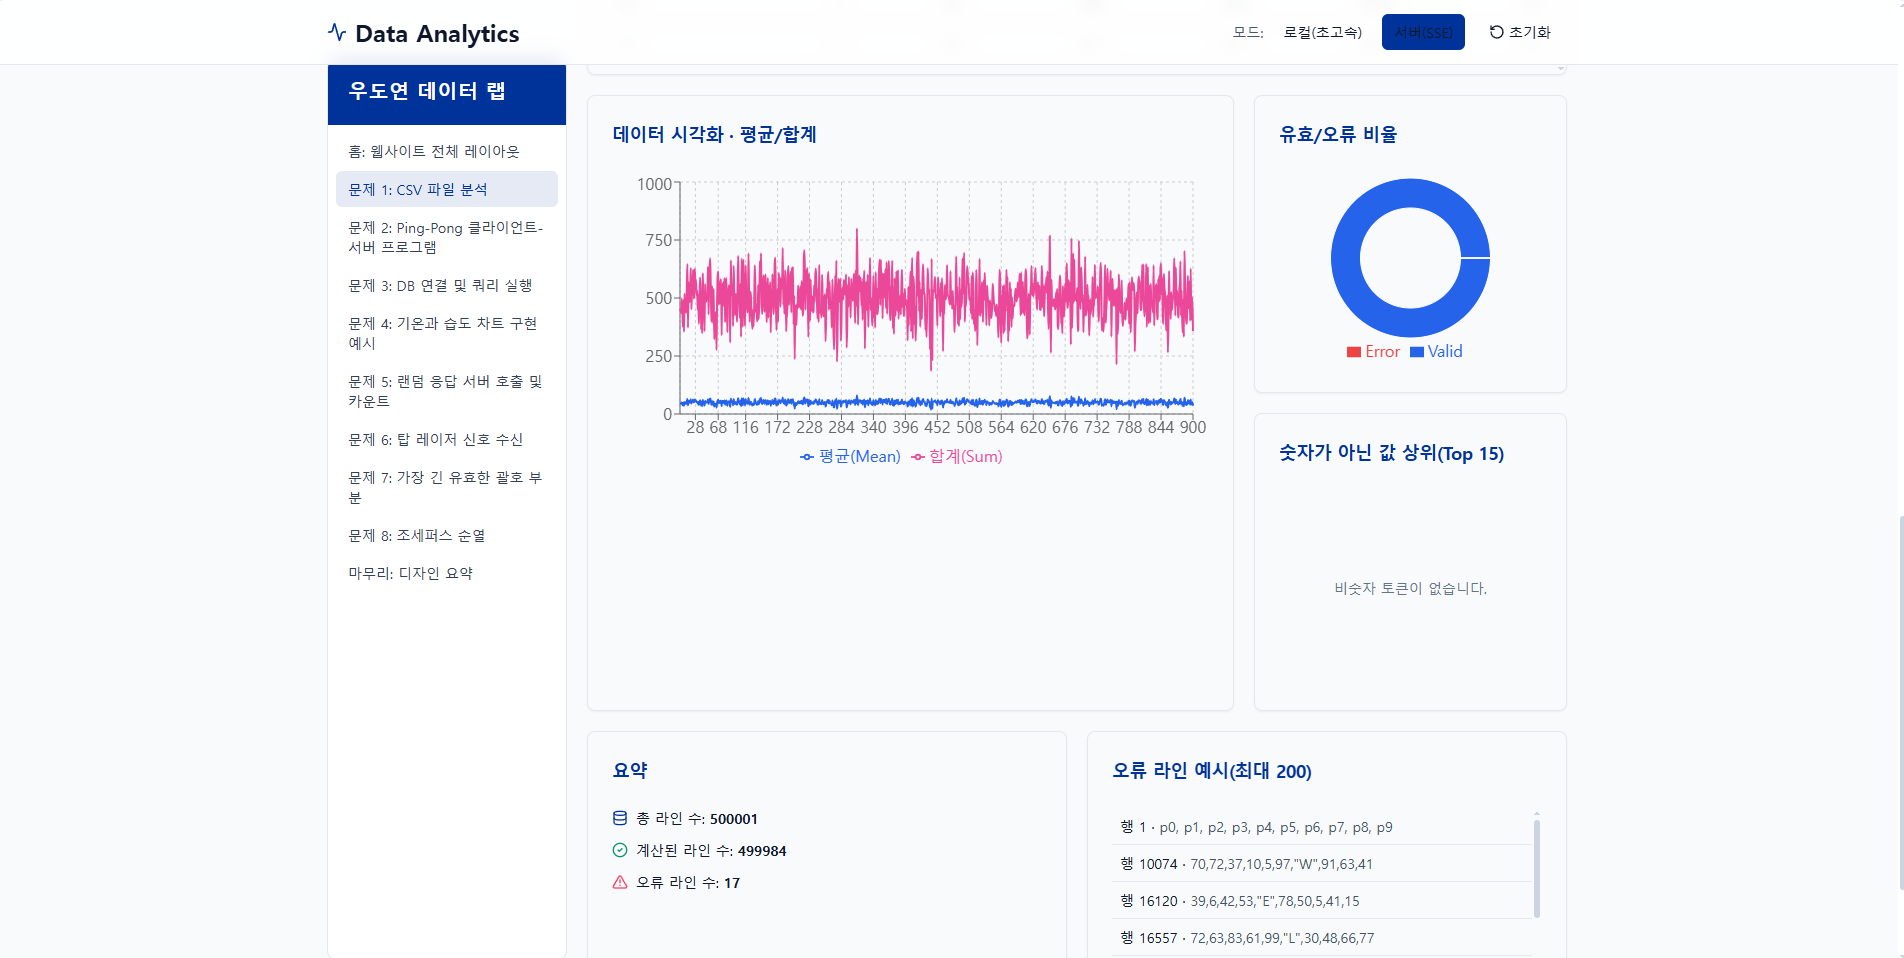 Data Analytics
모드:
로컬(초고속)
서버(SSE)
초기화
우도연 데이터 랩
홈: 웹사이트 전체 레이아웃
문제 1: CSV 파일 분석
문제 2: Ping-Pong 클라이언트-
서버 프로그램
문제 3: DB 연결 및 쿼리 실행
문제 4: 기온과 습도 차트 구현
예시
문제 5: 랜덤 응답 서버 호출 및
카운트
문제 6: 탑 레이저 신호 수신
문제 7: 가장 긴 유효한 괄호 부
분
문제 8: 조세퍼스 순열
마무리: 디자인 요약
데이터 시각화 · 평균/합계
1000
750
500
250
0
28 68 116 172 228 284 340 396 452 508 564 620 676 732 788 844 900
평균(Mean) 합계(Sum)
유효/오류 비율
Error Valid
숫자가 아닌 값 상위(Top 15)
비숫자 토큰이 없습니다.
요약
총 라인 수: 500001
계산된 라인 수: 499984
오류 라인 수: 17
오류 라인 예시(최대 200)
행 1 · p0, p1, p2, p3, p4, p5, p6, p7, p8, p9
행 10074 · 70,72,37,10,5,97,"W",91,63,41
행 16120 · 39,6,42,53,"E",78,50,5,41,15
행 16557 · 72,63,83,61,99,"L",30,48,66,77